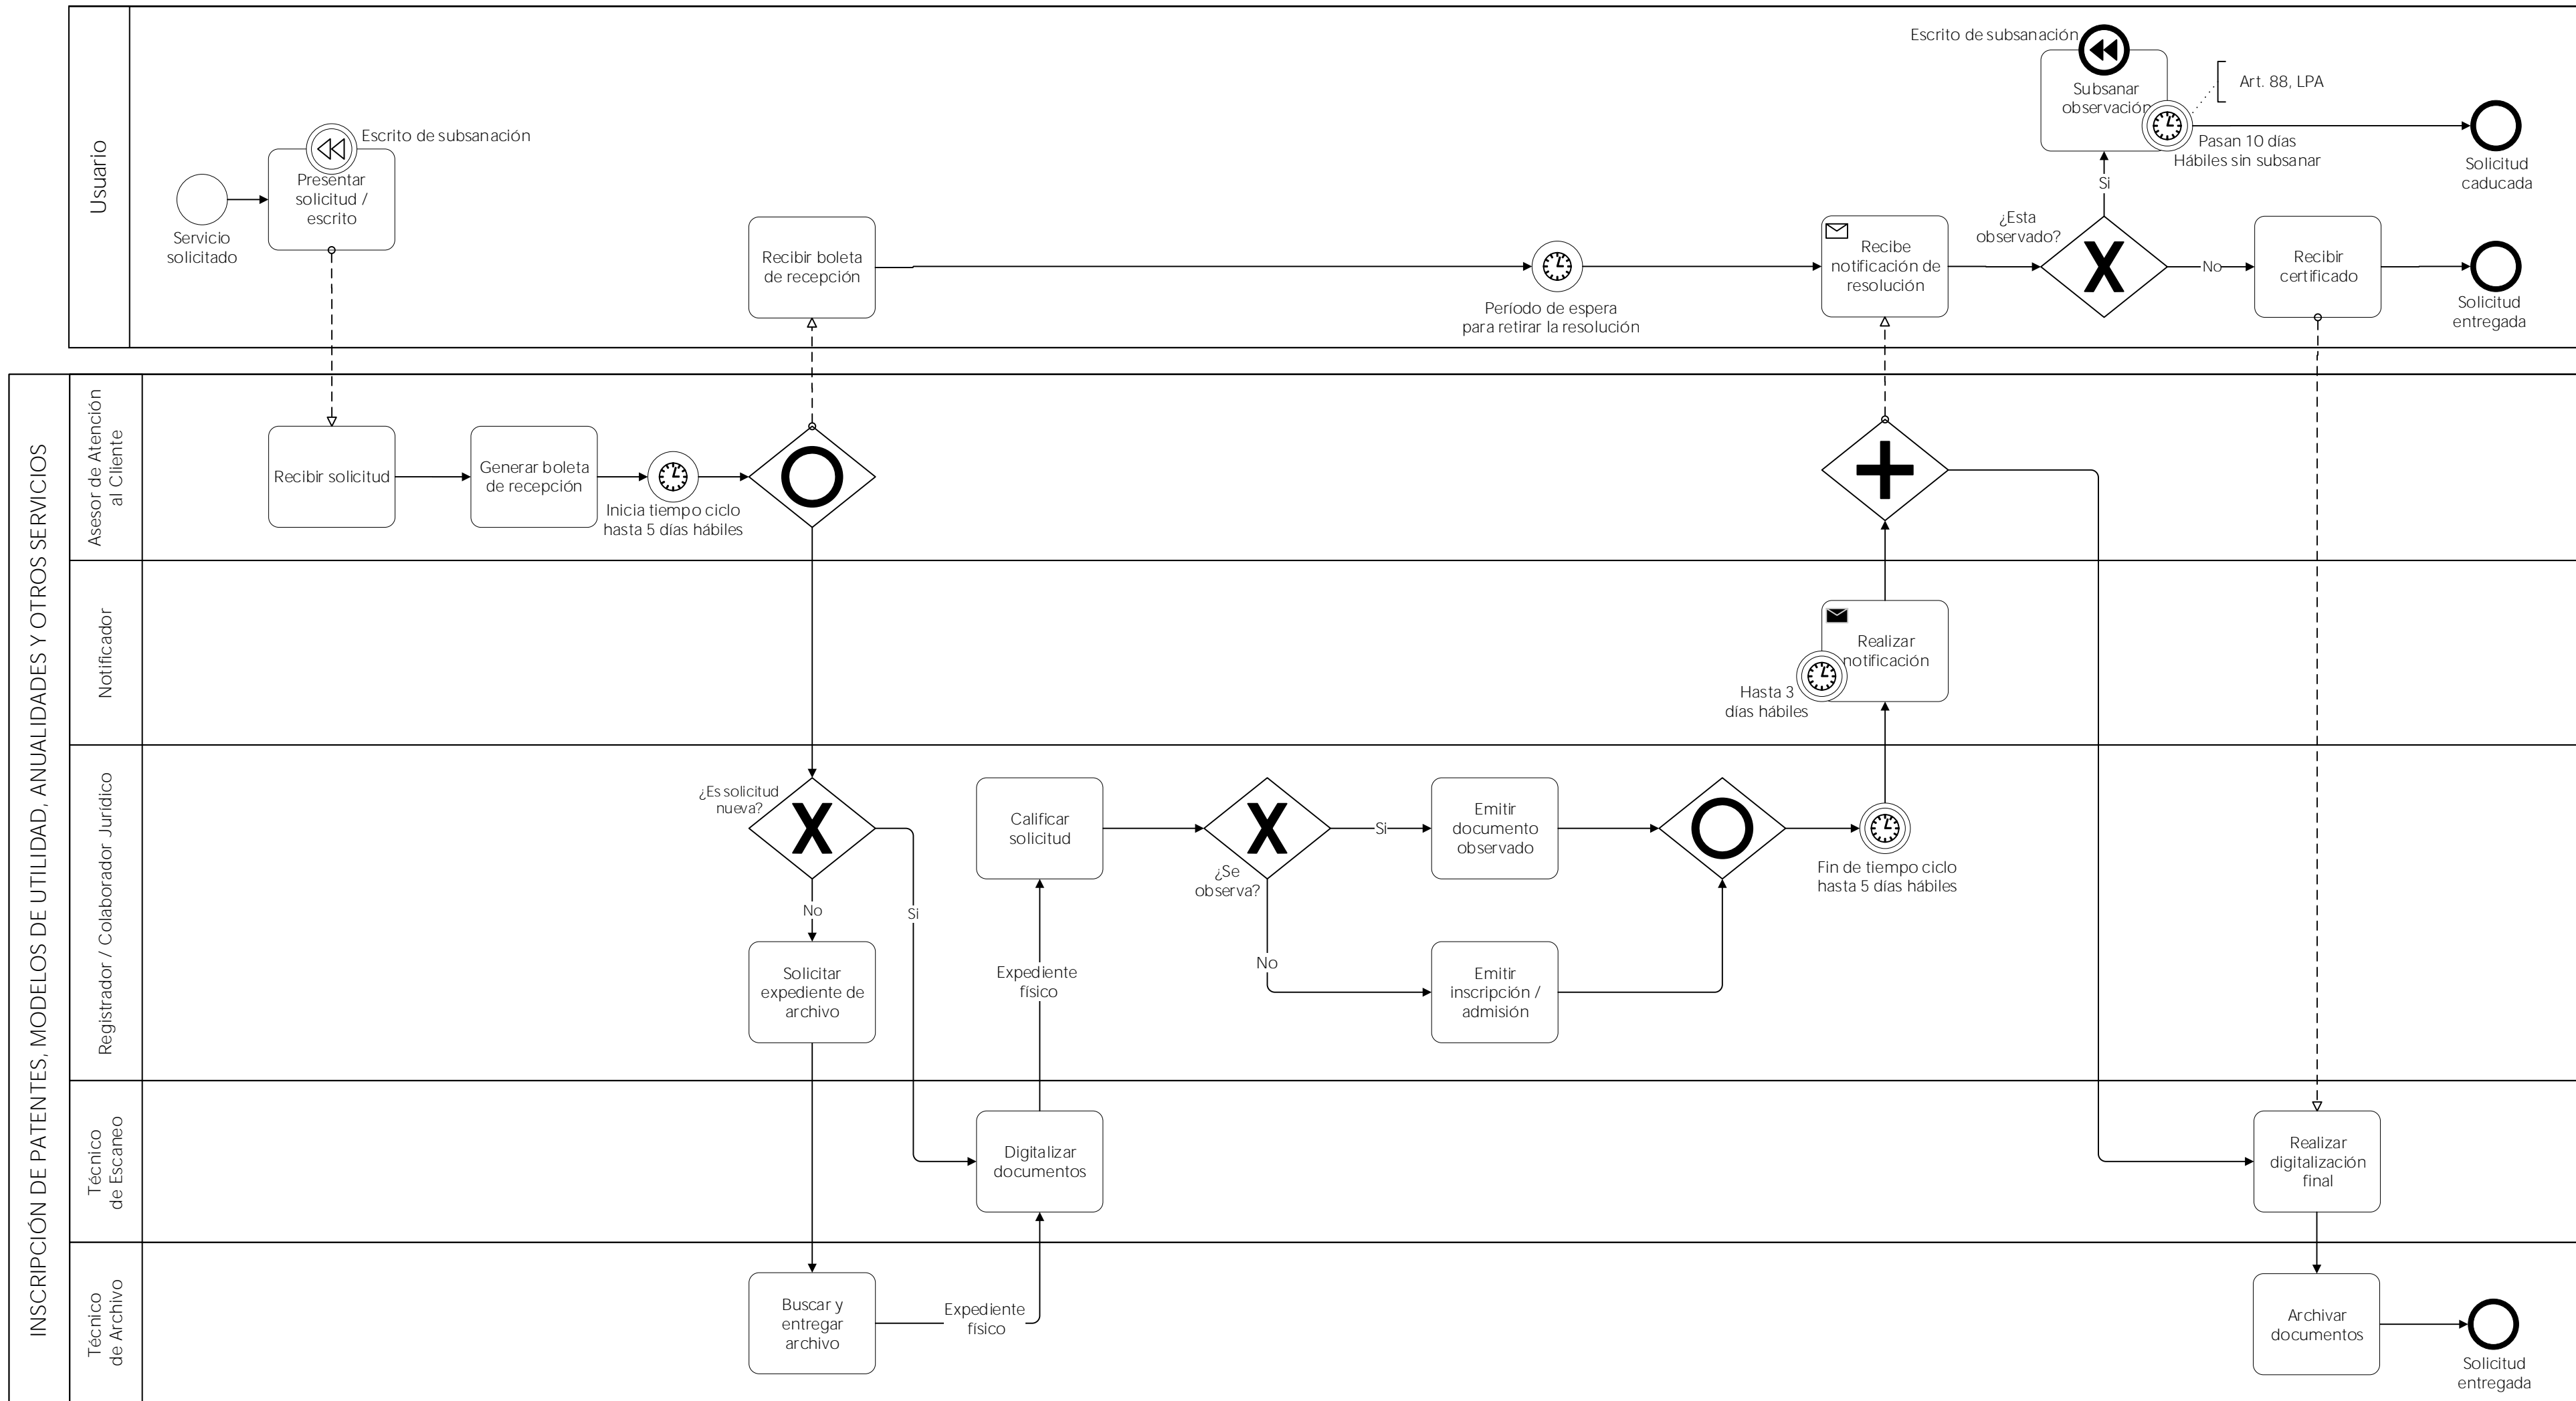 Usuario
Servicio
solicitado
Escrito de subsanación
Presentar
solicitud /
escrito
Recibir boleta
de recepción
Período de espera
para retirar la resolución
Recibe
notificación de
resolución
¿Esta
observado?
Si
No
Escrito de subsanación
Subsanar
observación
Art. 88, LPA
Pasan 10 días
Hábiles sin subsanar
Solicitud
caducada
Recibir
certificado
Solicitud
entregada
INSCRIPCIÓN DE PATENTES, MODELOS DE UTILIDAD, ANUALIDADES Y OTROS SERVICIOS
Asesor de Atención
al Cliente
Recibir solicitud
Generar boleta
de recepción
Inicia tiempo ciclo
hasta 5 días hábiles
Notificador
Realizar
notificación
Hasta 3
días hábiles
Registrador / Colaborador Jurídico
¿Es solicitud
nueva?
No
Si
Solicitar
expediente de
archivo
Calificar
solicitud
Expediente
físico
¿Se
observa?
Si
No
Emitir
documento
observado
Emitir
inscripción /
admisión
Fin de tiempo ciclo
hasta 5 días hábiles
Técnico
de Escaneo
Digitalizar
documentos
Realizar
digitalización
final
Técnico
de Archivo
Buscar y
entregar
archivo
Expediente
físico
Archivar
documentos
Solicitud
entregada